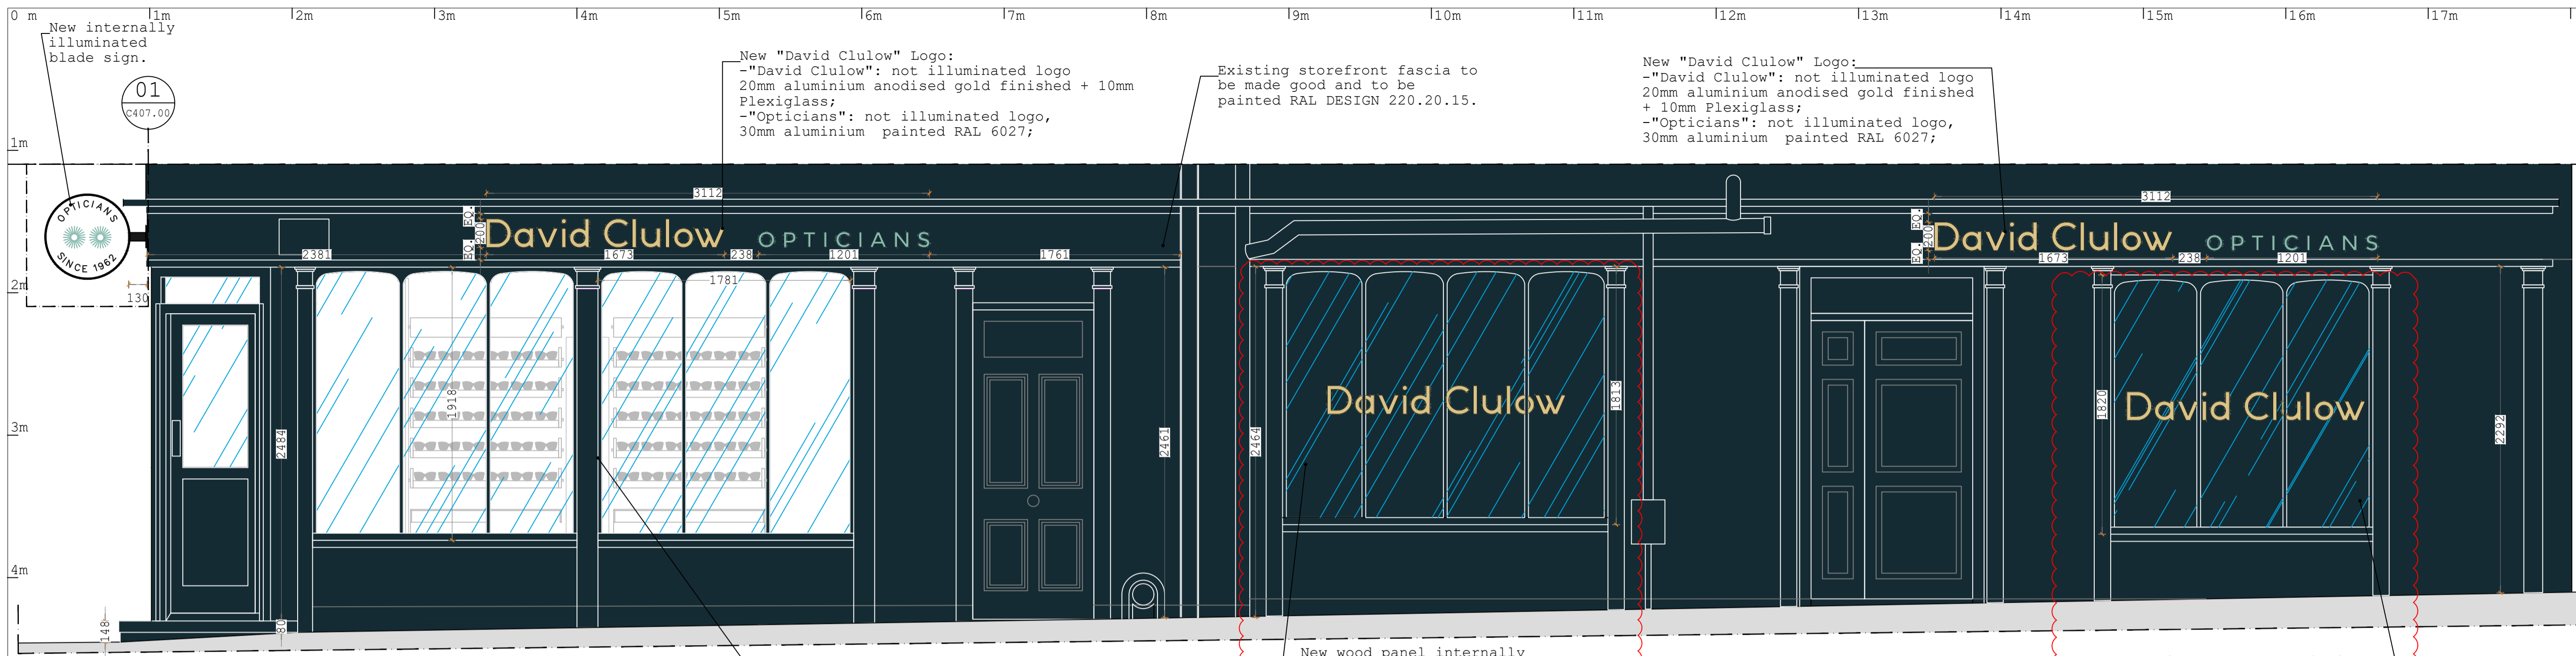 0 m
1m
2m
3m
4m
5m
6m
7m
8m
9m
10m
11m
12m
13m
14m
15m
16m
17m
New internally
illuminated
blade sign.
01
C407.00
New "David Clulow" Logo:
-"David Clulow": not illuminated logo
20mm aluminium anodised gold finished + 10mm
Plexiglass;
-"Opticians": not illuminated logo,
30mm aluminium  painted RAL 6027;
Existing storefront fascia to
be made good and to be
painted RAL DESIGN 220.20.15.
New "David Clulow" Logo:
-"David Clulow": not illuminated logo
20mm aluminium anodised gold finished
+ 10mm Plexiglass;
-"Opticians": not illuminated logo,
30mm aluminium  painted RAL 6027;
1m
2m
3m
4m
OPTICIANS
SINCE 1962
130
3112
EQ. EQ.
200
David Clulow OPTICIANS
2381
1673
238
1201
1761
3112
EQ. EQ.
200
David Clulow OPTICIANS
1673
238
1201
1781
1918
2484
2461
2464
1813
1820
2292
David Clulow
David Clulow
148
80
New wood panel internally